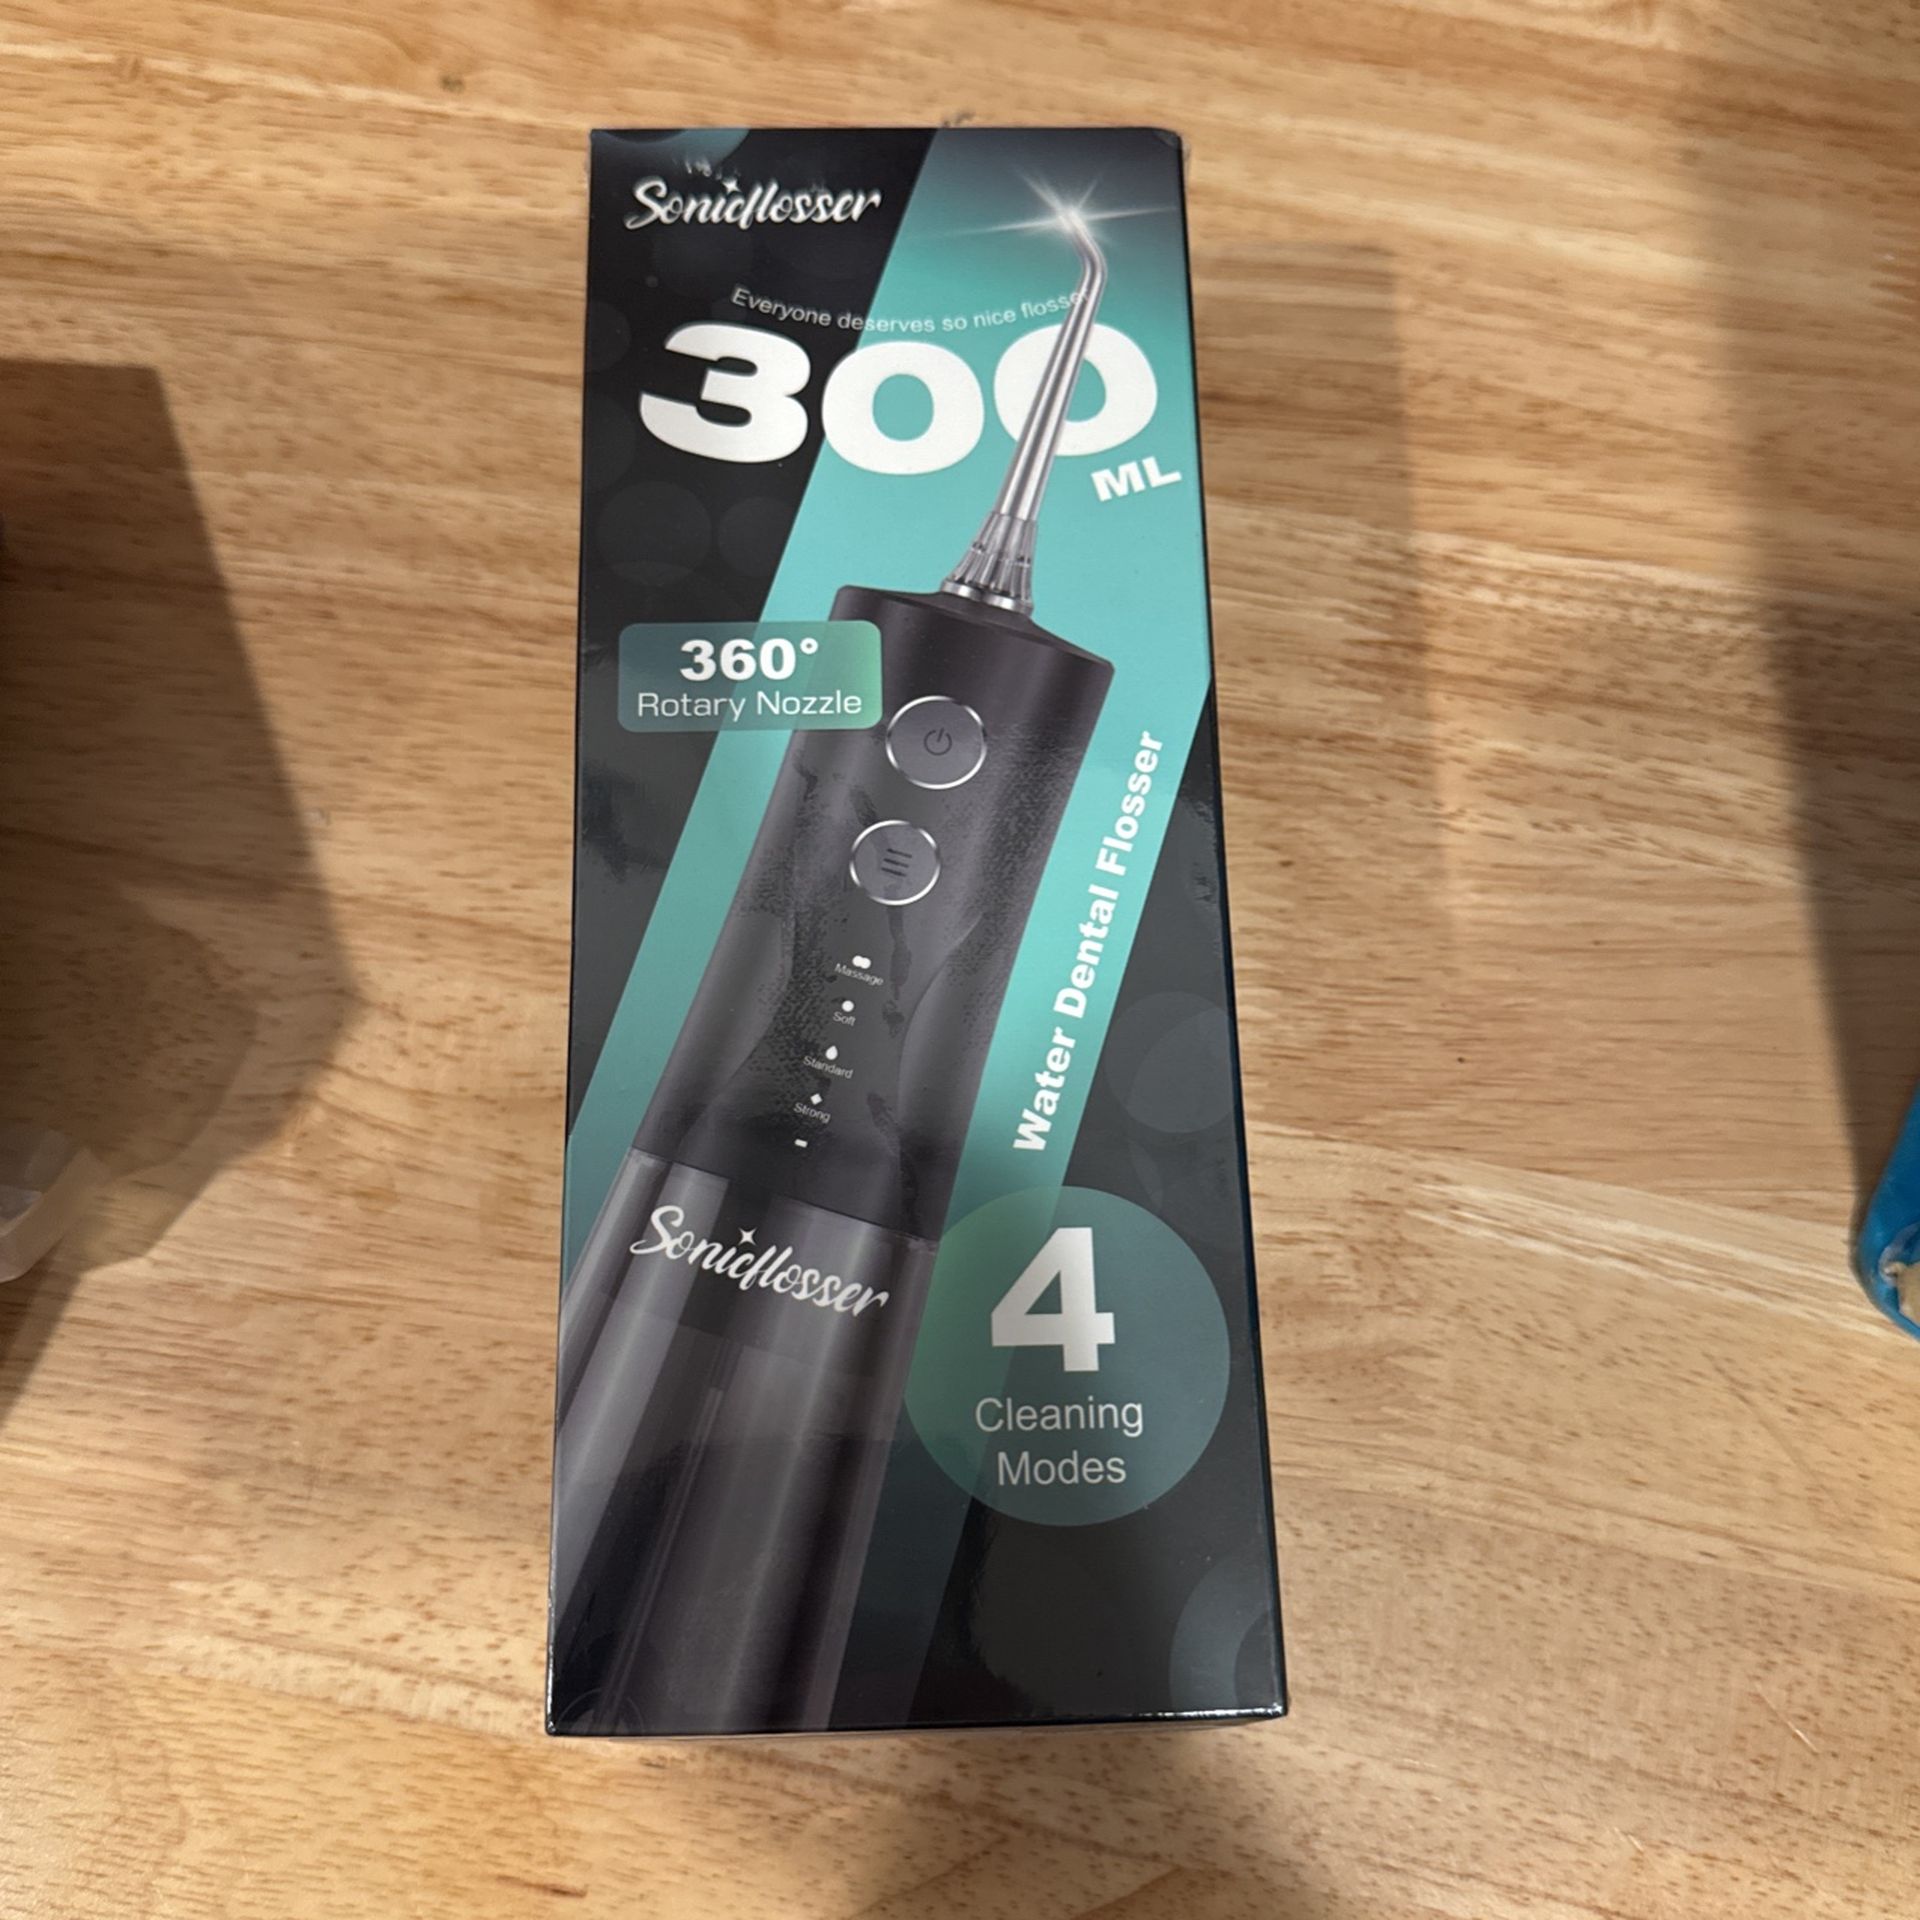 Sonicflosser
Everyone deserves so nice flosser
300
ML
360°
Rotary Nozzle
Water Dental Flosser
Massage
Soft
Standard
Strong
Sonicflosser
4
Cleaning
Modes